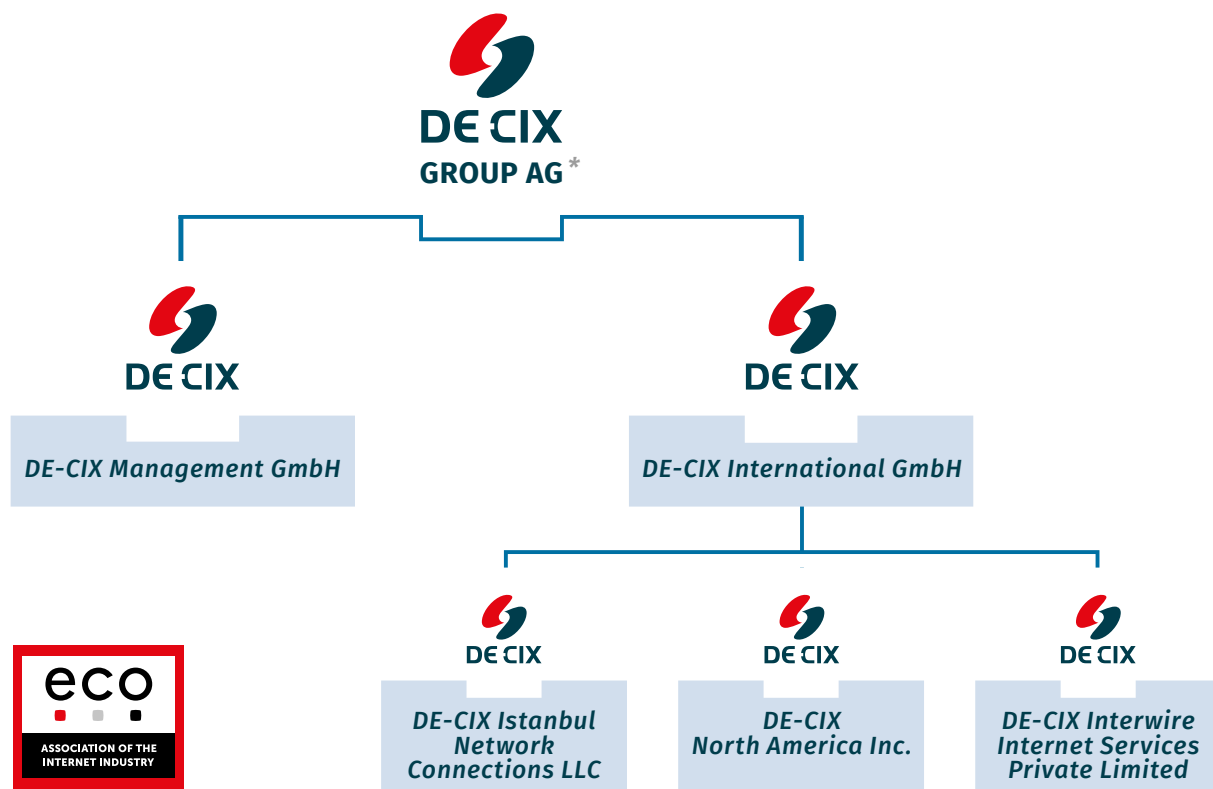 DE CIX
GROUP AG*
DE CIX
DE CIX
DE-CIX Management GmbH
DE-CIX International GmbH
DE CIX
DE CIX
DE CIX
DE-CIX Istanbul
Network
Connections LLC
DE-CIX
North America Inc.
DE-CIX Interwire
Internet Services
Private Limited
eco
ASSOCIATION OF THE
INTERNET INDUSTRY